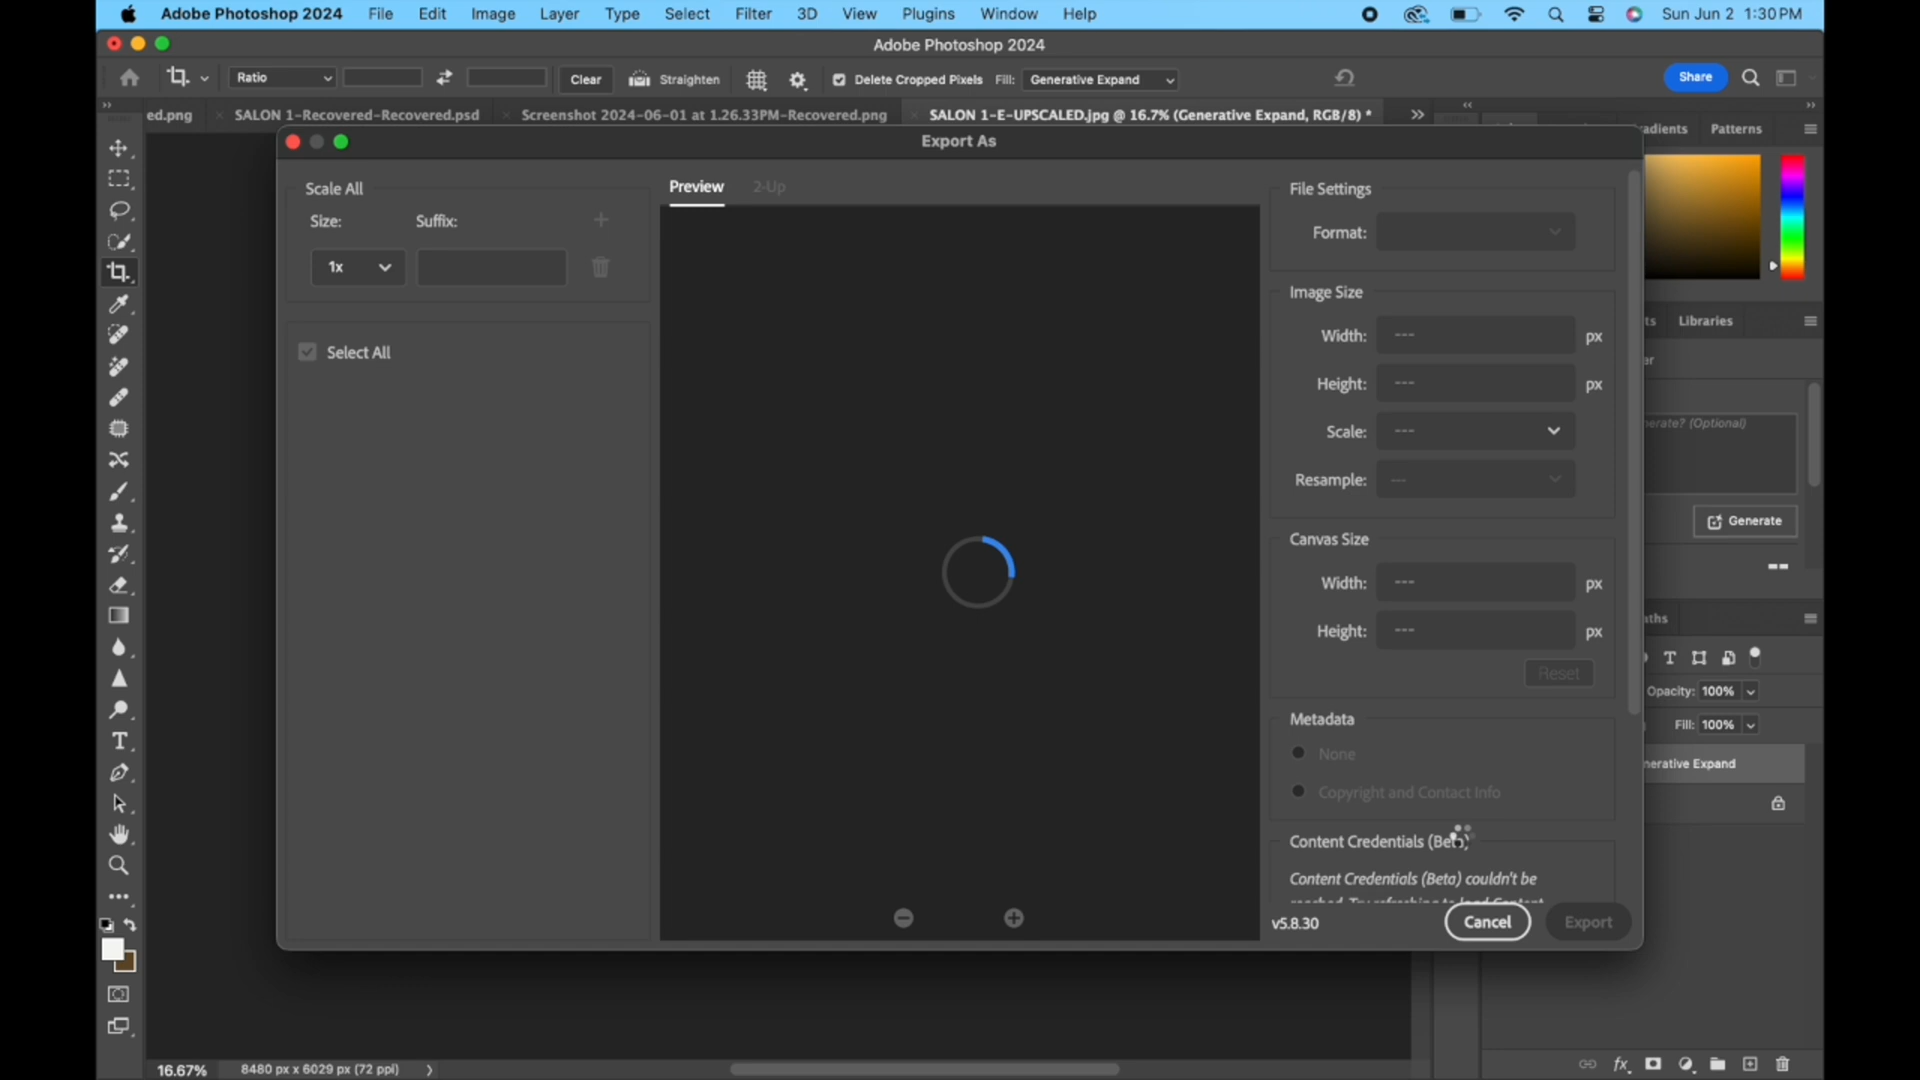 Adobe Photoshop 2024 File Edit Image Layer Type Select Filter 3D View Plugins Window Help Sun Jun 2 1:30 PM
Adobe Photoshop 2024
Ratio Clear Straighten Delete Cropped Pixels Fill: Generative Expand Share
ed.png SALON 1-Recovered-Recovered.psd Screenshot 2024-06-01 at 1.26.33PM-Recovered.png SALON 1-E-UPSCALED.jpg @ 16.7% (Generative Expand, RGB/8) *
adients Patterns
Export As
Scale All
Size: Suffix:
1x
Select All
Preview 2-Up
File Settings
Format:
Image Size
Width: --- px
Height: --- px
Scale: ---
Resample: ---
Canvas Size
Width: --- px
Height: --- px
Reset
Metadata
None
Copyright and Contact Info
Content Credentials (Beta)
Content Credentials (Beta) couldn't be
v5.8.30 Cancel Export
ts Libraries
er
nerate? (Optional)
Generate
aths
Opacity: 100%
Fill: 100%
nerative Expand
16.67% 8480 px x 6029 px (72 ppi)